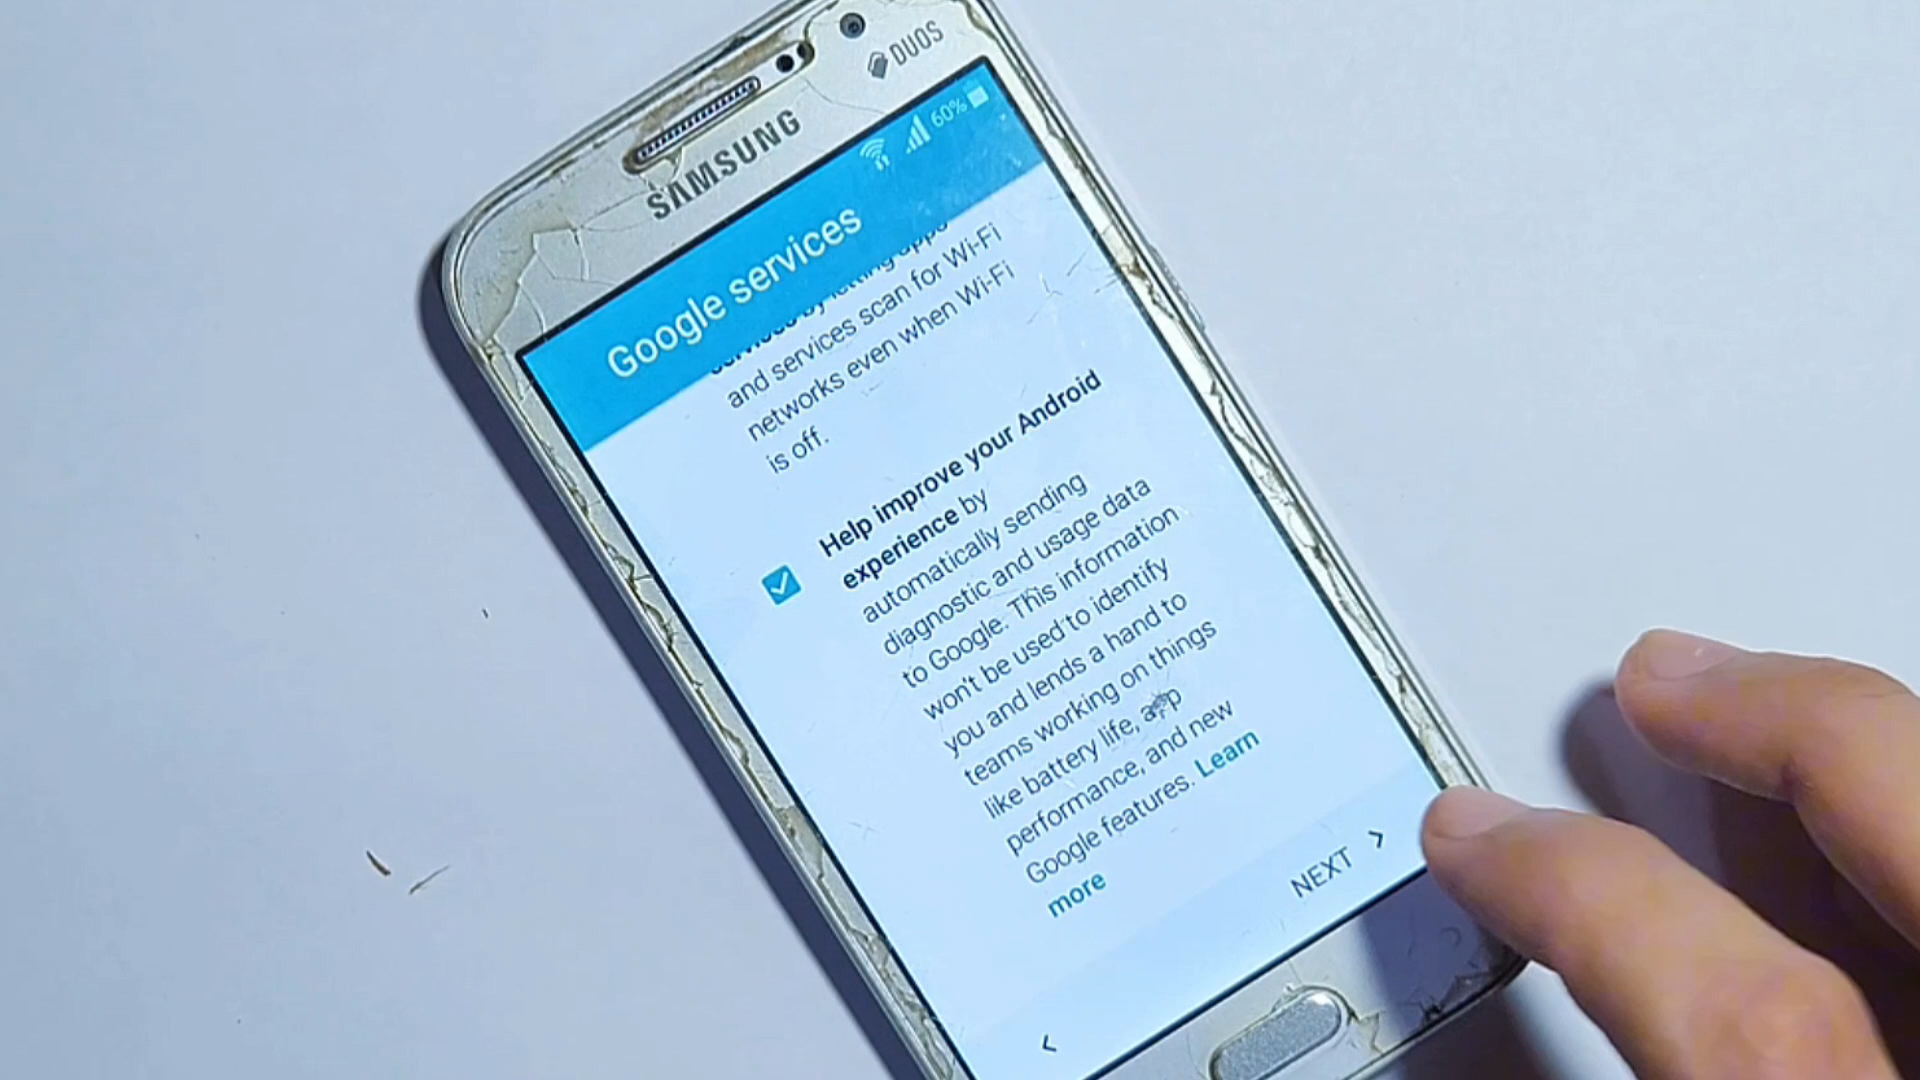 DUOS
SAMSUNG
60%
Google services
and services scan for Wi-Fi
networks even when Wi-Fi
is off.
Help improve your Android
experience by
automatically sending
diagnostic and usage data
to Google. This information
won't be used to identify
you and lends a hand to
teams working on things
like battery life, app
performance, and new
Google features. Learn
more
NEXT >
<